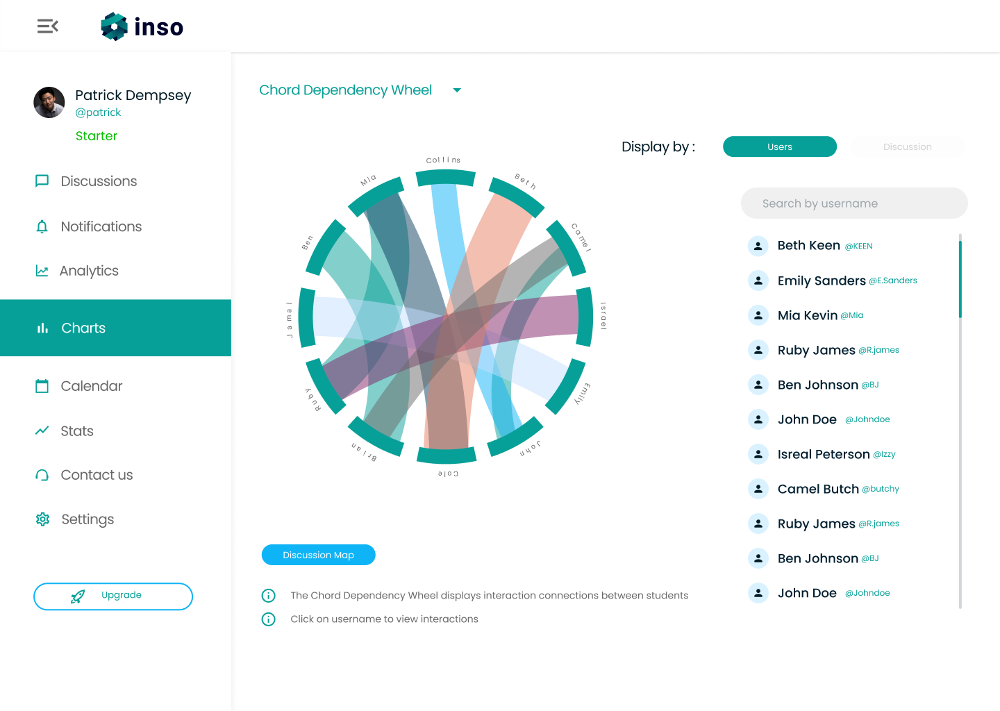 inso
Patrick Dempsey
@patrick
Starter
Discussions
Notifications
Analytics
Charts
Calendar
Stats
Contact us
Settings
Upgrade
Chord Dependency Wheel
Display by :
Users
Discussion
Collins
Beth
Camel
Israel
Emily
John
Cole
Brian
Ruby
Jamal
Ben
Mia
Search by username
Beth Keen @KEEN
Emily Sanders @E.Sanders
Mia Kevin @Mia
Ruby James @R.james
Ben Johnson @BJ
John Doe @Johndoe
Isreal Peterson @Izzy
Camel Butch @butchy
Ruby James @R.james
Ben Johnson @BJ
John Doe @Johndoe
Discussion Map
The Chord Dependency Wheel displays interaction connections between students
Click on username to view interactions